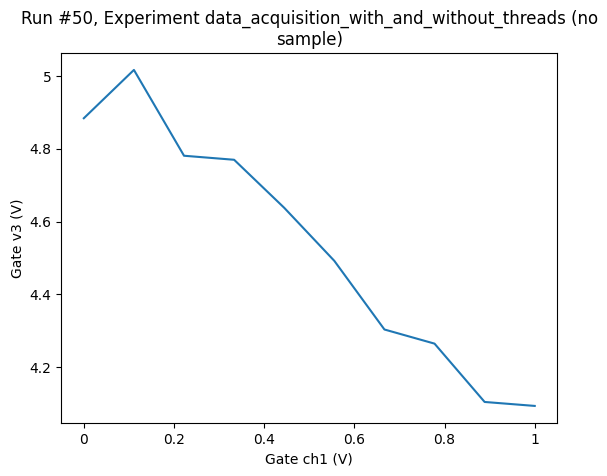 Run #50, Experiment data_acquisition_with_and_without_threads (no
sample)
Gate v3 (V)
5
4.8
4.6
4.4
4.2
0 0.2 0.4 0.6 0.8 1
Gate ch1 (V)